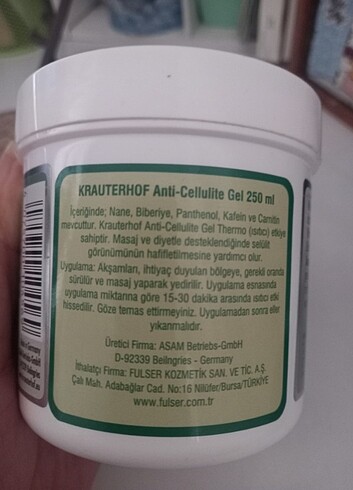 KRAUTERHOF Anti-Cellulite Gel 250 ml
İçeriğinde; Nane, Biberiye, Panthenol, Kafein ve Carnitin
mevcuttur. Krauterhof Anti-Cellulite Gel Thermo (ısıtıcı) etkiye
sahiptir. Masaj ve diyetle desteklendiğinde selülit
görünümünün hafifletilmesine yardımcı olur.
Uygulama: Akşamları, ihtiyaç duyulan bölgeye, gerekli oranda
sürülür ve masaj yaparak yedirilir. Uygulama esnasında
uygulama miktarına göre 15-30 dakika arasında ısıtıcı etki
hissedilir. Göze temas ettirmeyiniz. Uygulamadan sonra eller
yıkanmalıdır.
Üretici Firma: ASAM Betriebs-GmbH
D-92339 Beilngries - Germany
İthalatçı Firma: FULSER KOZMETİK SAN. VE TİC. A.Ş.
Çalı Mah. Adabağlar Cad. No:16 Nilüfer/Bursa/TÜRKİYE
www.fulser.com.tr